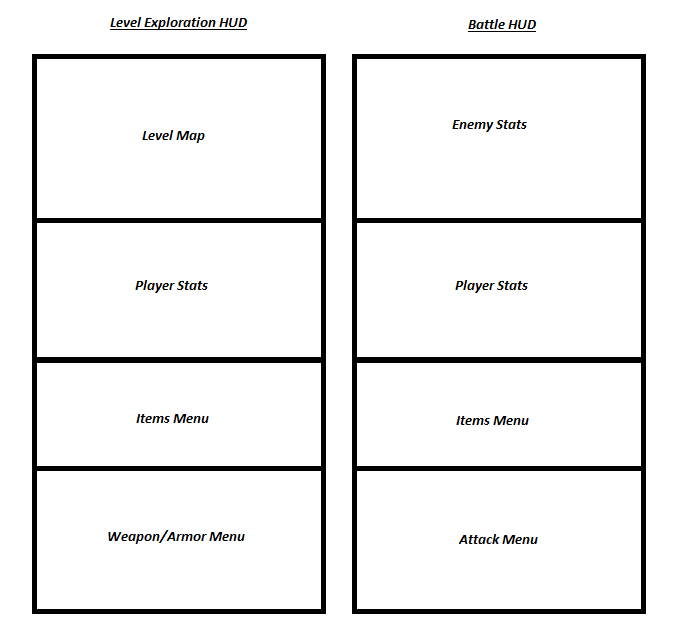 Level Exploration HUD
Level Map
Player Stats
Items Menu
Weapon/Armor Menu
Battle HUD
Enemy Stats
Player Stats
Items Menu
Attack Menu